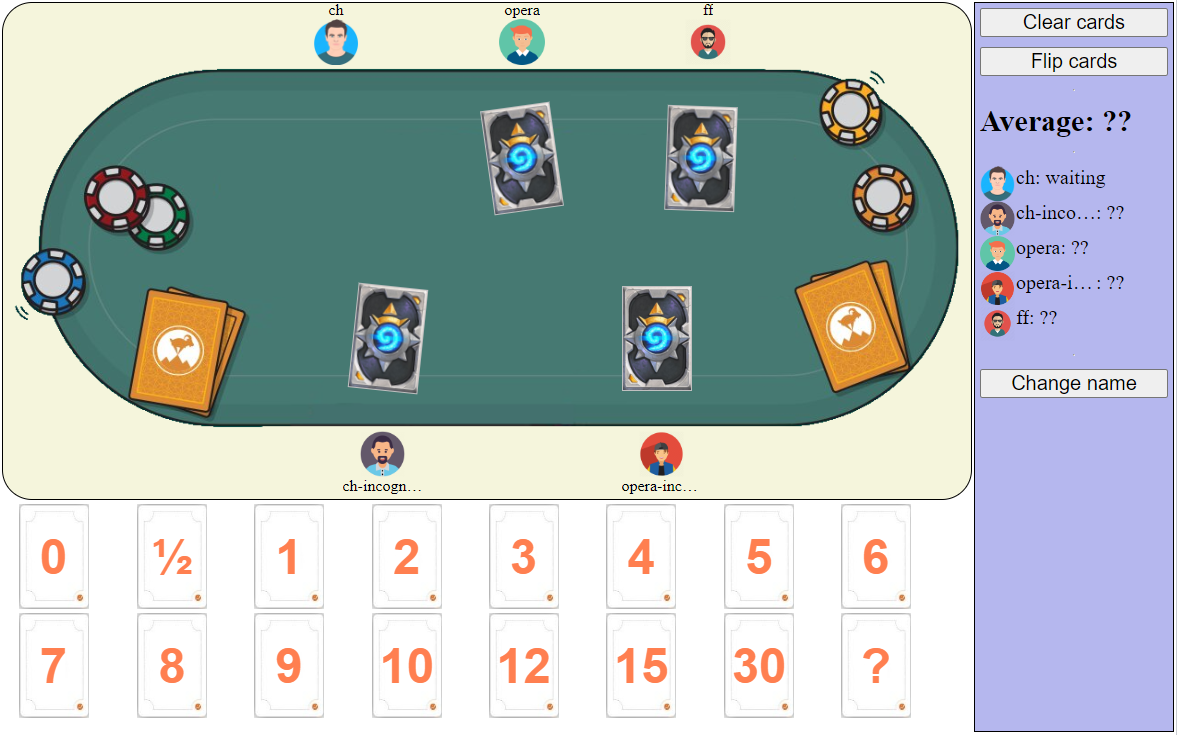 ch opera ff
ch-incogn… opera-inc…
0 ½ 1 2 3 4 5 6
7 8 9 10 12 15 30 ?
Clear cards
Flip cards
Average: ??
ch: waiting
ch-inco…: ??
opera: ??
opera-i… : ??
ff: ??
Change name